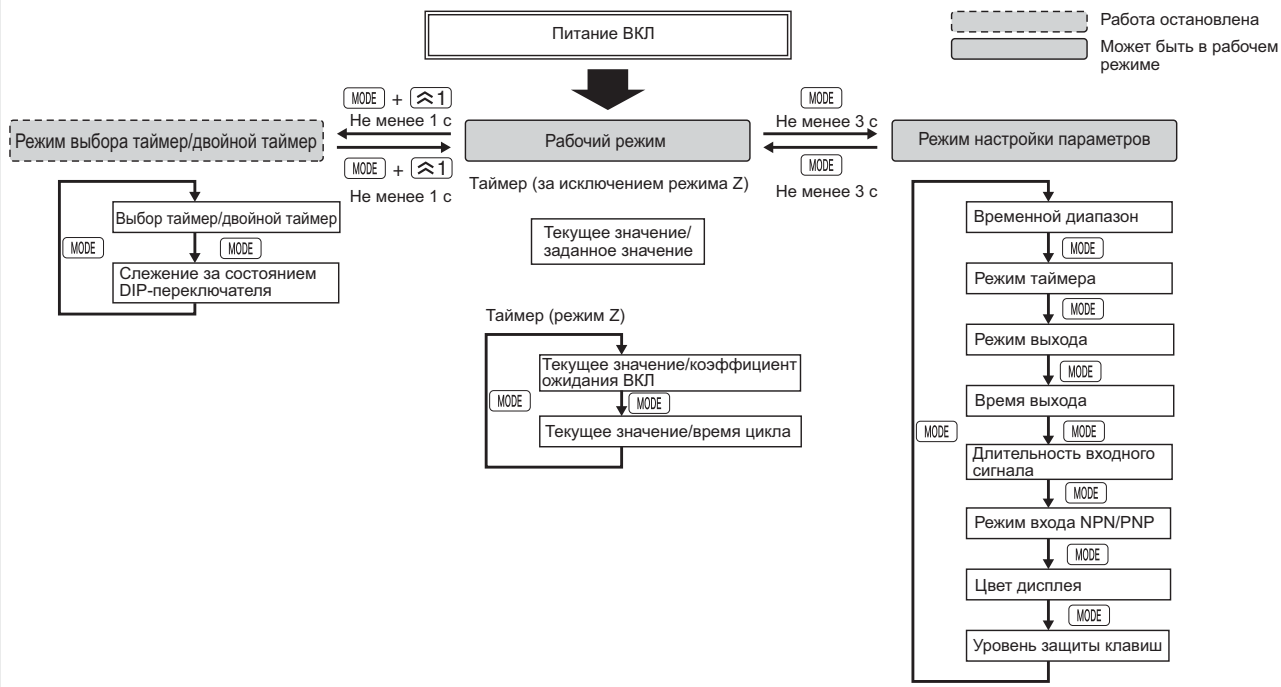 Питание ВКЛ
Работа остановлена
Может быть в рабочем
режиме
MODE + 1
Не менее 1 с
MODE
Не менее 3 с
Режим выбора таймер/двойной таймер
Рабочий режим
Режим настройки параметров
MODE + 1
Не менее 1 с
MODE
Не менее 3 с
Таймер (за исключением режима Z)
Выбор таймер/двойной таймер
MODE
MODE
Слежение за состоянием
DIP-переключателя
Текущее значение/
заданное значение
Таймер (режим Z)
Текущее значение/коэффициент
ожидания ВКЛ
MODE
MODE
Текущее значение/время цикла
Временной диапазон
MODE
Режим таймера
MODE
Режим выхода
MODE
Время выхода
MODE
MODE
Длительность входного
сигнала
MODE
Режим входа NPN/PNP
MODE
Цвет дисплея
MODE
Уровень защиты клавиш